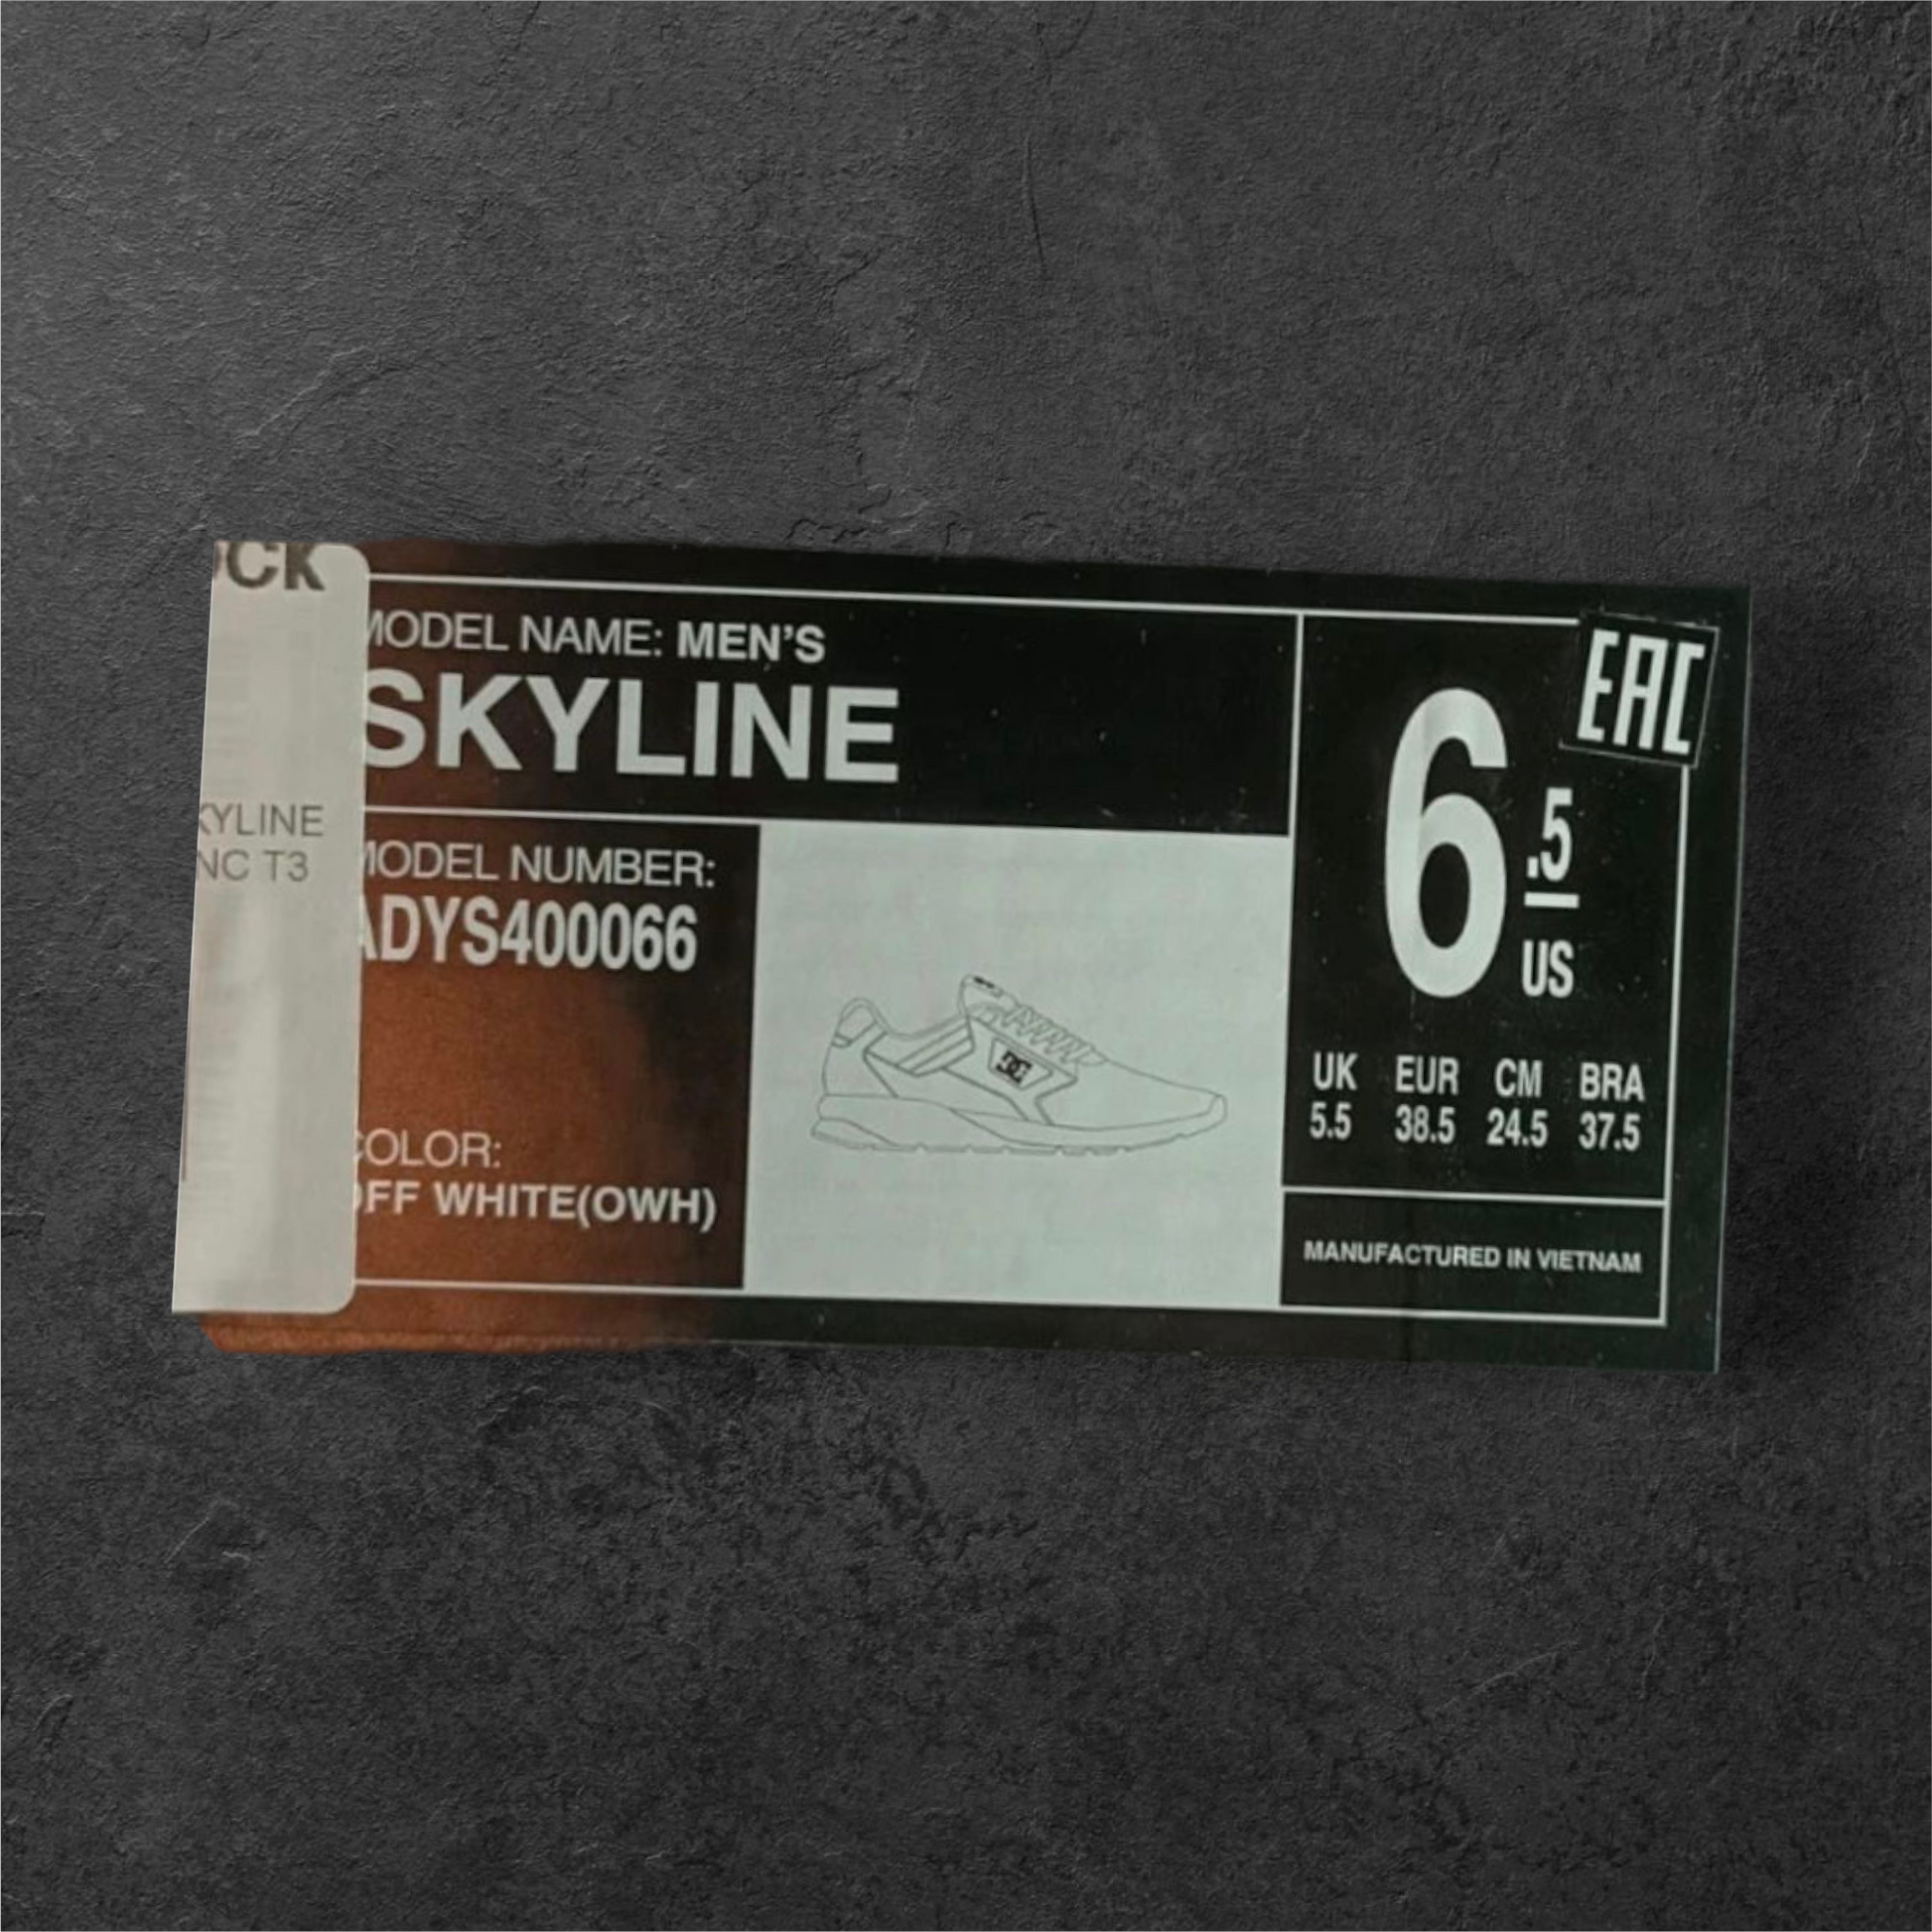 CK
KYLINE
NC T3
MODEL NAME: MEN'S
SKYLINE
MODEL NUMBER:
ADYS400066
COLOR:
OFF WHITE(OWH)
DC
EAC
6.5
US
UK EUR CM BRA
5.5 38.5 24.5 37.5
MANUFACTURED IN VIETNAM